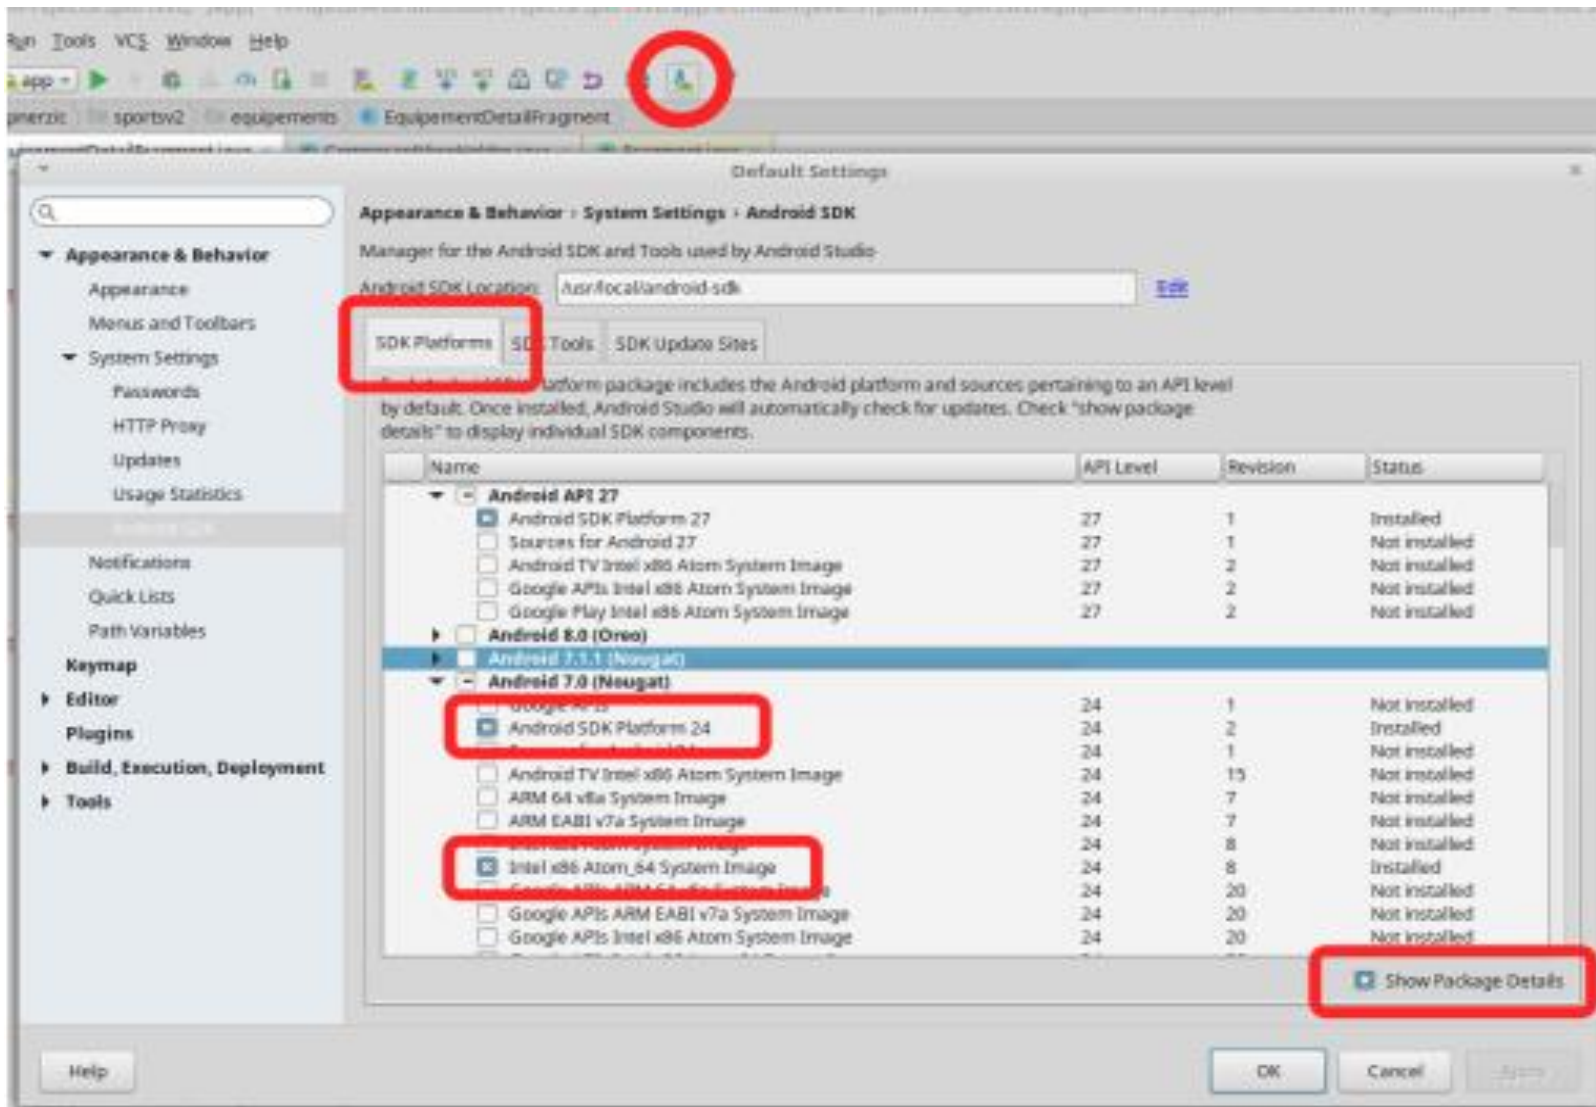 Run Tools VCS Window Help
app
sportsv2 equipements EquipementDetailFragment
Default Settings
Appearance & Behavior
Appearance
Menus and Toolbars
System Settings
Passwords
HTTP Proxy
Updates
Usage Statistics
Android SDK
Notifications
Quick Lists
Path Variables
Keymap
Editor
Plugins
Build, Execution, Deployment
Tools
Appearance & Behavior › System Settings › Android SDK
Manager for the Android SDK and Tools used by Android Studio
Android SDK Location: /usr/local/android-sdk Edit
SDK Platforms SDK Tools SDK Update Sites
platform package includes the Android platform and sources pertaining to an API level
by default. Once installed, Android Studio will automatically check for updates. Check "show package
details" to display individual SDK components.
Name API Level Revision Status
Android API 27
Android SDK Platform 27 27 1 Installed
Sources for Android 27 27 1 Not installed
Android TV Intel x86 Atom System Image 27 2 Not installed
Google APIs Intel x86 Atom System Image 27 2 Not installed
Google Play Intel x86 Atom System Image 27 2 Not installed
Android 8.0 (Oreo)
Android 7.1.1 (Nougat)
Android 7.0 (Nougat)
Google APIs 24 1 Not installed
Android SDK Platform 24 24 2 Installed
24 1 Not installed
Android TV Intel x86 Atom System Image 24 15 Not installed
ARM 64 v8a System Image 24 7 Not installed
ARM EABI v7a System Image 24 7 Not installed
24 8 Not installed
Intel x86 Atom_64 System Image 24 8 Installed
Google APIs ARM 64 v8a System Image 24 20 Not installed
Google APIs ARM EABI v7a System Image 24 20 Not installed
Google APIs Intel x86 Atom System Image 24 20 Not installed
Show Package Details
Help OK Cancel